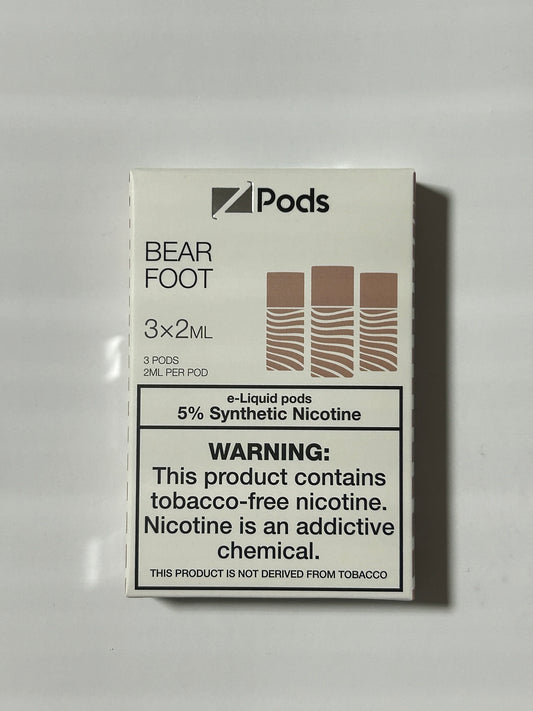 Z Pods
BEAR
FOOT
3×2ML
3 PODS
2ML PER POD
e-Liquid pods
5% Synthetic Nicotine
WARNING:
This product contains
tobacco-free nicotine.
Nicotine is an addictive
chemical.
THIS PRODUCT IS NOT DERIVED FROM TOBACCO